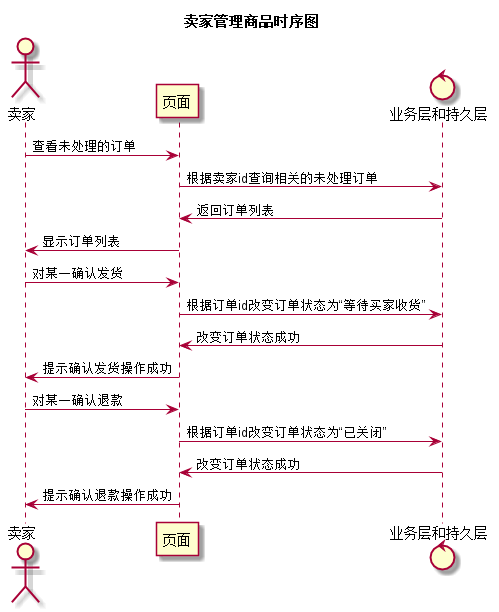 卖家管理商品时序图
卖家
页面
业务层和持久层
查看未处理的订单
根据卖家id查询相关的未处理订单
返回订单列表
显示订单列表
对某一确认发货
根据订单id改变订单状态为“等待买家收货”
改变订单状态成功
提示确认发货操作成功
对某一确认退款
根据订单id改变订单状态为“已关闭”
改变订单状态成功
提示确认退款操作成功
卖家
页面
业务层和持久层